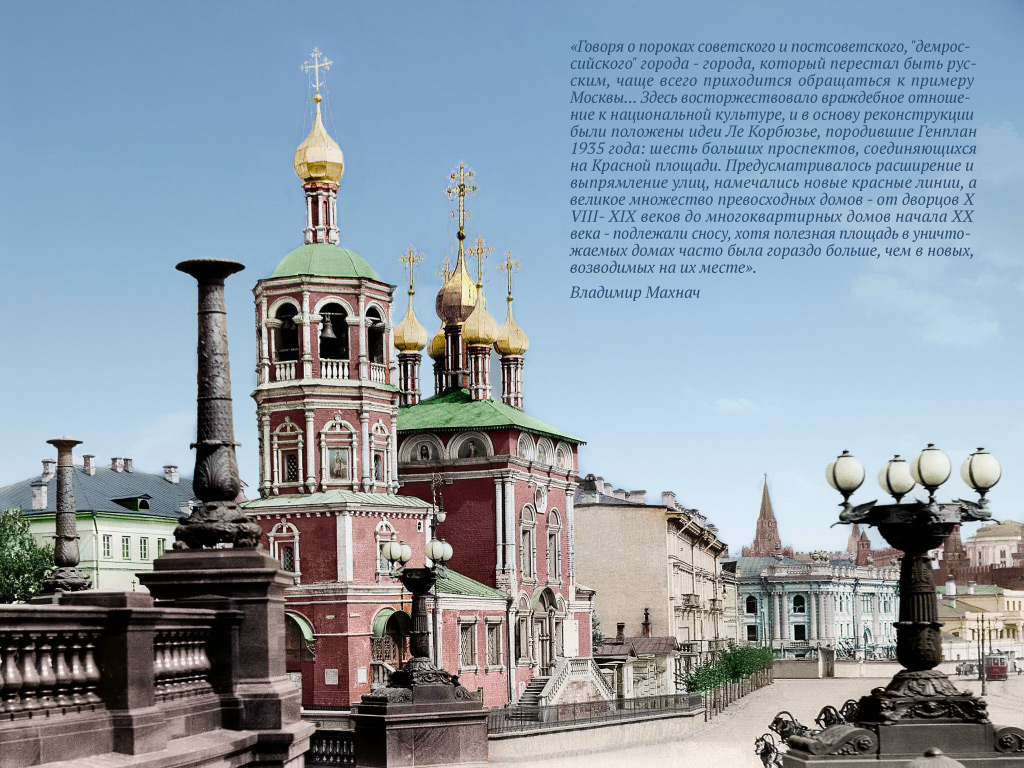 «Говоря о пороках советского и постсоветского, "демрос-
сийского" города - города, который перестал быть рус-
ским, чаще всего приходится обращаться к примеру
Москвы... Здесь восторжествовало враждебное отноше-
ние к национальной культуре, и в основу реконструкции
были положены идеи Ле Корбюзье, породившие Генплан
1935 года: шесть больших проспектов, соединяющихся
на Красной площади. Предусматривалось расширение и
выпрямление улиц, намечались новые красные линии, а
великое множество превосходных домов - от дворцов X
VIII- XIX веков до многоквартирных домов начала XX
века - подлежали сносу, хотя полезная площадь в уничто-
жаемых домах часто была гораздо больше, чем в новых,
возводимых на их месте».
Владимир Махнач